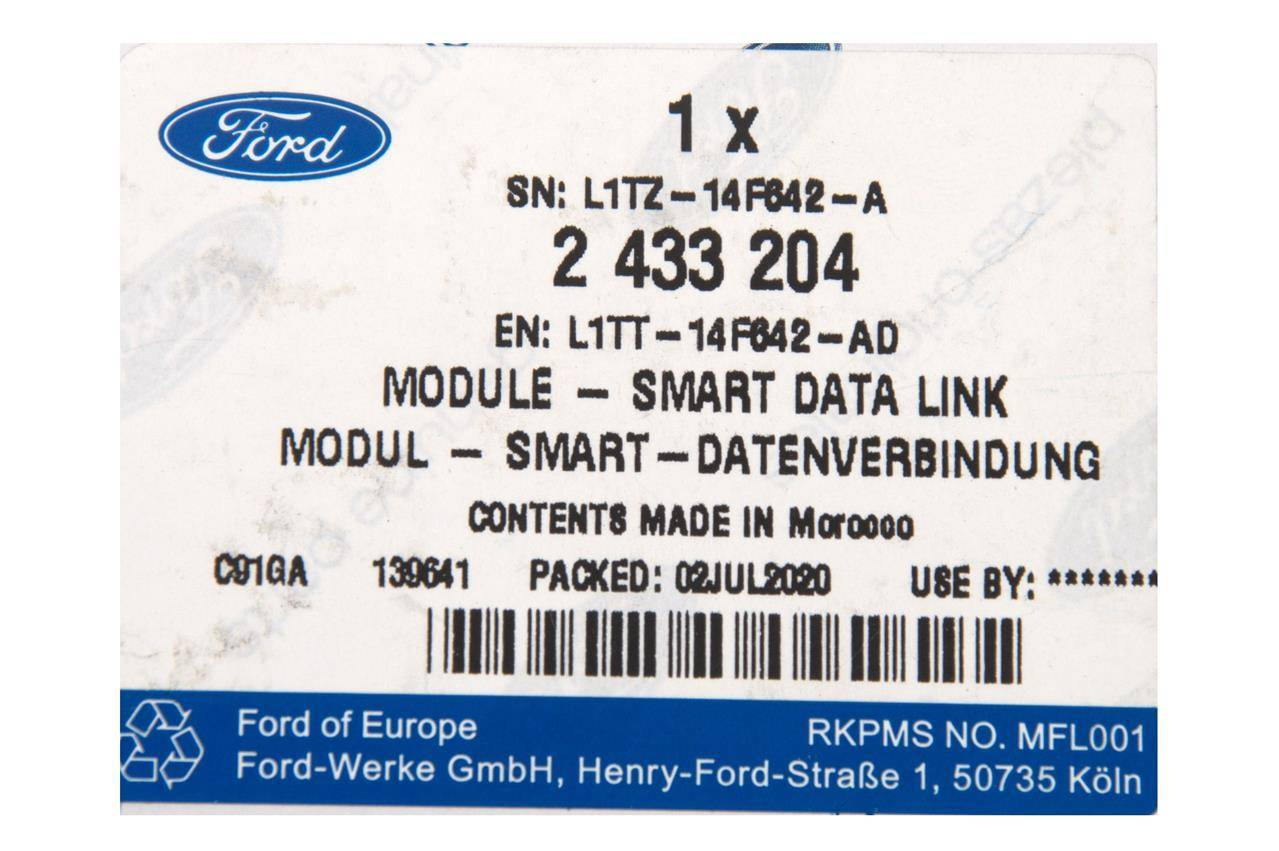 Ford
1 x
SN: L1TZ-14F642-A
2 433 204
EN: L1TT-14F642-AD
MODULE - SMART DATA LINK
MODUL - SMART-DATENVERBINDUNG
CONTENTS MADE IN Morocco
C91GA 139641 PACKED: 02JUL2020 USE BY: *******
Ford of Europe RKPMS NO. MFL001
Ford-Werke GmbH, Henry-Ford-Straße 1, 50735 Köln